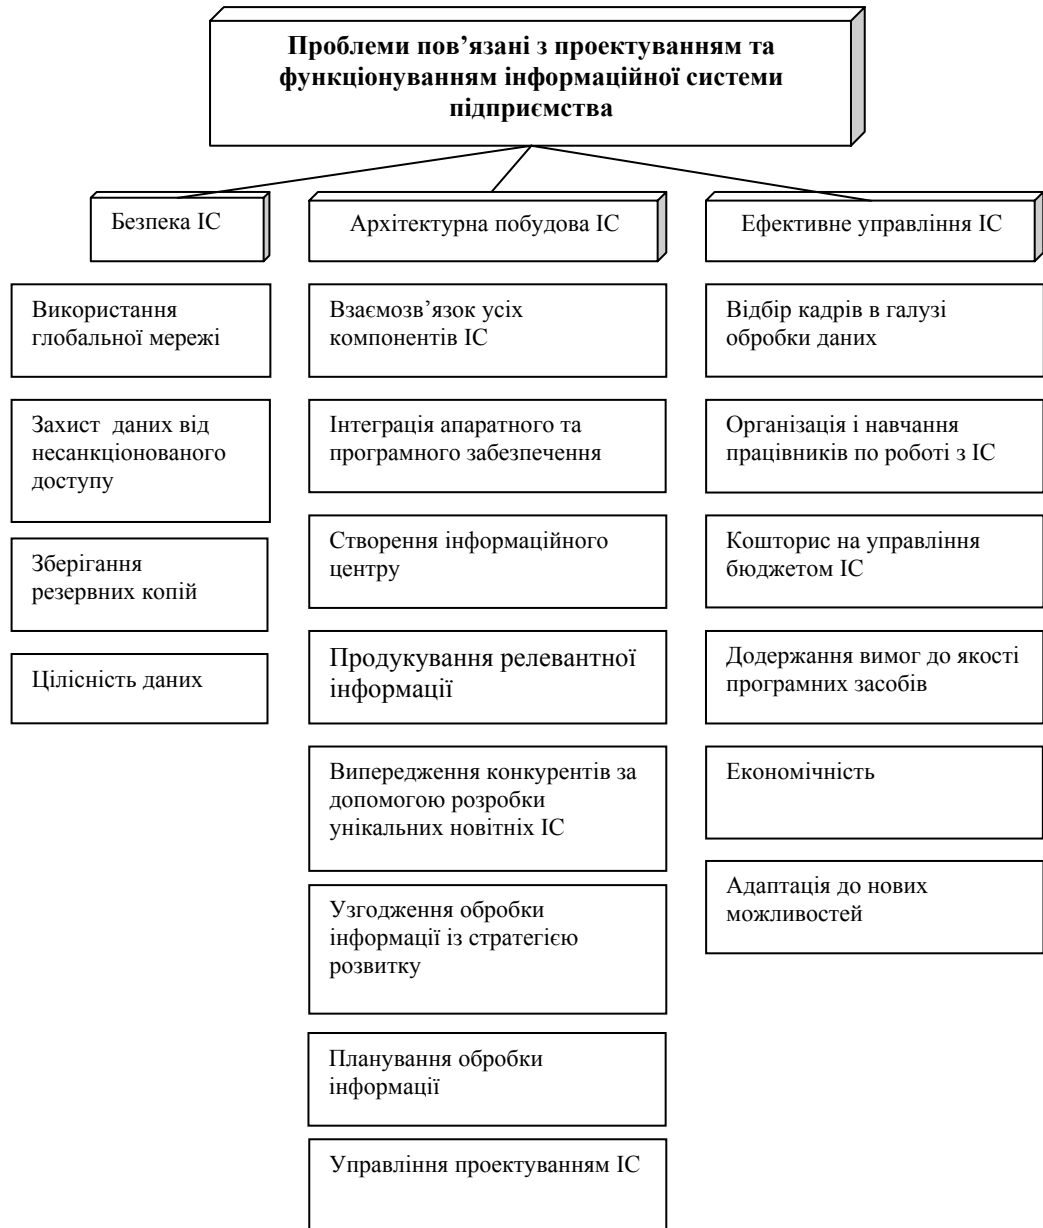 Проблеми пов’язані з проектуванням та
функціонуванням інформаційної системи
підприємства
Безпека ІС
Архітектурна побудова ІС
Ефективне управління ІС
Використання
глобальної мережі
Захист  даних від
несанкціонованого
доступу
Зберігання
резервних копій
Цілісність даних
Взаємозв’язок усіх
компонентів ІС
Інтеграція апаратного та
програмного забезпечення
Створення інформаційного
центру
Продукування релевантної
інформації
Випередження конкурентів за
допомогою розробки
унікальних новітніх ІС
Узгодження обробки
інформації із стратегією
розвитку
Планування обробки
інформації
Управління проектуванням ІС
Відбір кадрів в галузі
обробки даних
Організація і навчання
працівників по роботі з ІС
Кошторис на управління
бюджетом ІС
Додержання вимог до якості
програмних засобів
Економічність
Адаптація до нових
можливостей